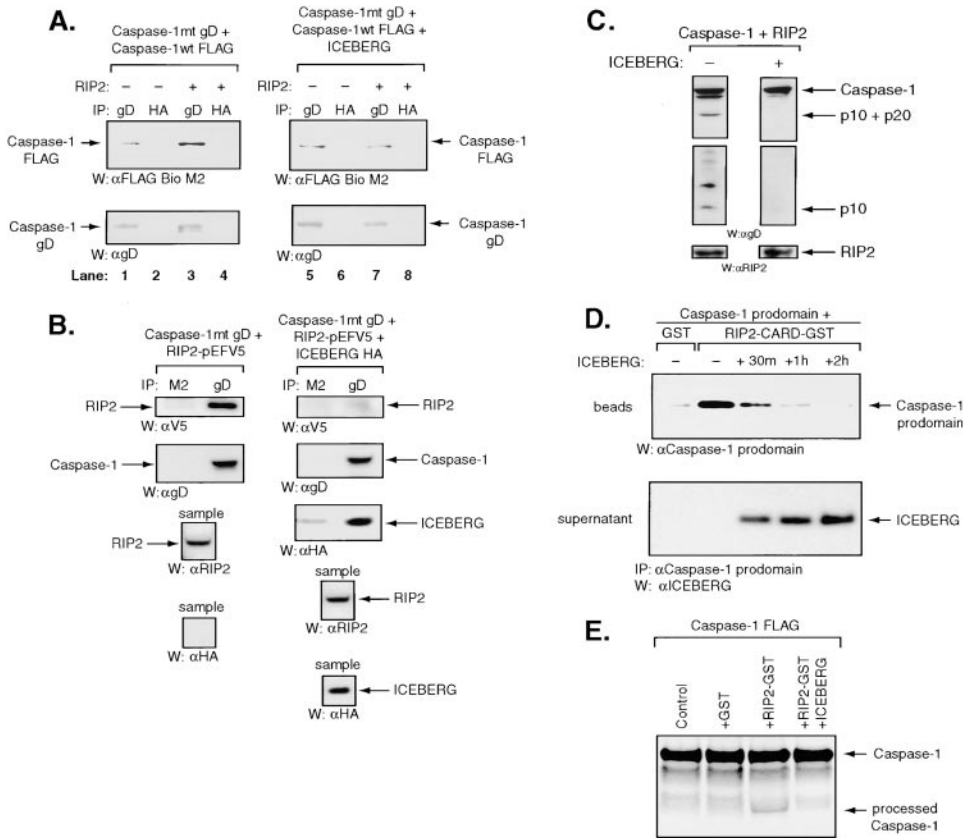 A.
Caspase-1mt gD +
Caspase-1wt FLAG
Caspase-1mt gD +
Caspase-1wt FLAG +
ICEBERG
RIP2: – – + +
RIP2: – – + +
IP: gD HA gD HA
IP: gD HA gD HA
Caspase-1
FLAG
Caspase-1
FLAG
W: αFLAG Bio M2
W: αFLAG Bio M2
Caspase-1
gD
Caspase-1
gD
W: αgD
W: αgD
Lane: 1 2 3 4 5 6 7 8
B.
Caspase-1mt gD +
RIP2-pEFV5
Caspase-1mt gD +
RIP2-pEFV5 +
ICEBERG HA
IP: M2 gD
IP: M2 gD
RIP2
RIP2
W: αV5
W: αV5
Caspase-1
Caspase-1
W: αgD
W: αgD
sample
RIP2
W: αRIP2
ICEBERG
W: αHA
sample
W: αHA
sample
RIP2
W: αRIP2
sample
ICEBERG
W: αHA
C.
Caspase-1 + RIP2
ICEBERG: – +
Caspase-1
p10 + p20
p10
W:αgD
RIP2
W:αRIP2
D.
Caspase-1 prodomain +
GST RIP2-CARD-GST
ICEBERG: – – + 30m +1h +2h
beads
Caspase-1
prodomain
W: αCaspase-1 prodomain
supernatant
ICEBERG
IP: αCaspase-1 prodomain
W: αICEBERG
E.
Caspase-1 FLAG
Control
+GST
+RIP2-GST
+RIP2-GST
+ICEBERG
Caspase-1
processed
Caspase-1